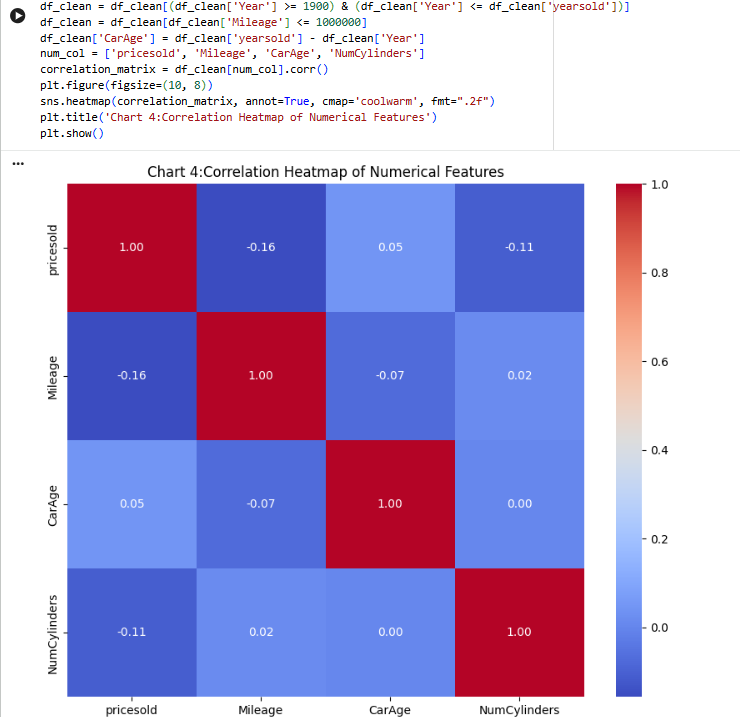 df_clean = df_clean[(df_clean['Year'] >= 1900) & (df_clean['Year'] <= df_clean['yearsold'])]
df_clean = df_clean[df_clean['Mileage'] <= 1000000]
df_clean['CarAge'] = df_clean['yearsold'] - df_clean['Year']
num_col = ['pricesold', 'Mileage', 'CarAge', 'NumCylinders']
correlation_matrix = df_clean[num_col].corr()
plt.figure(figsize=(10, 8))
sns.heatmap(correlation_matrix, annot=True, cmap='coolwarm', fmt=".2f")
plt.title('Chart 4:Correlation Heatmap of Numerical Features')
plt.show()
...
Chart 4:Correlation Heatmap of Numerical Features
pricesold 1.00 -0.16 0.05 -0.11
Mileage -0.16 1.00 -0.07 0.02
CarAge 0.05 -0.07 1.00 0.00
NumCylinders -0.11 0.02 0.00 1.00
pricesold Mileage CarAge NumCylinders
1.0
0.8
0.6
0.4
0.2
0.0